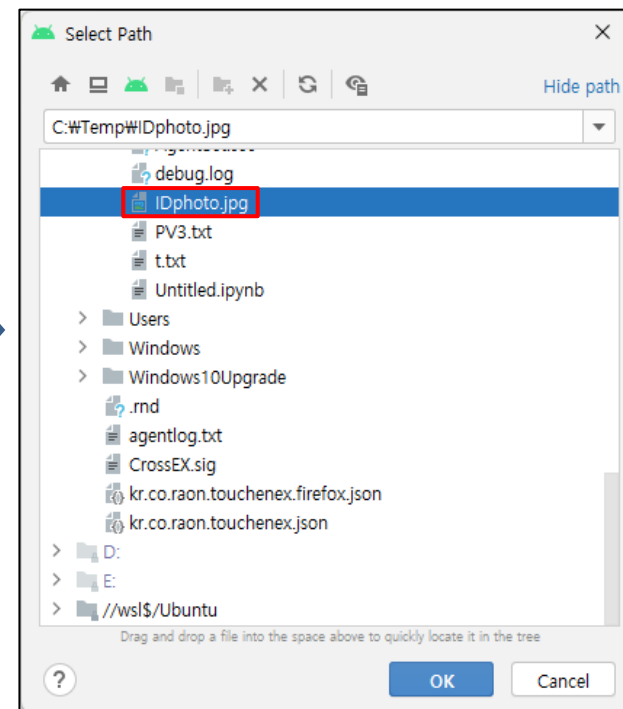 Select Path
Hide path
C:₩Temp₩IDphoto.jpg
debug.log
IDphoto.jpg
PV3.txt
t.txt
Untitled.ipynb
Users
Windows
Windows10Upgrade
.rnd
agentlog.txt
CrossEX.sig
kr.co.raon.touchenex.firefox.json
kr.co.raon.touchenex.json
D:
E:
//wsl$/Ubuntu
Drag and drop a file into the space above to quickly locate it in the tree
?
OK
Cancel